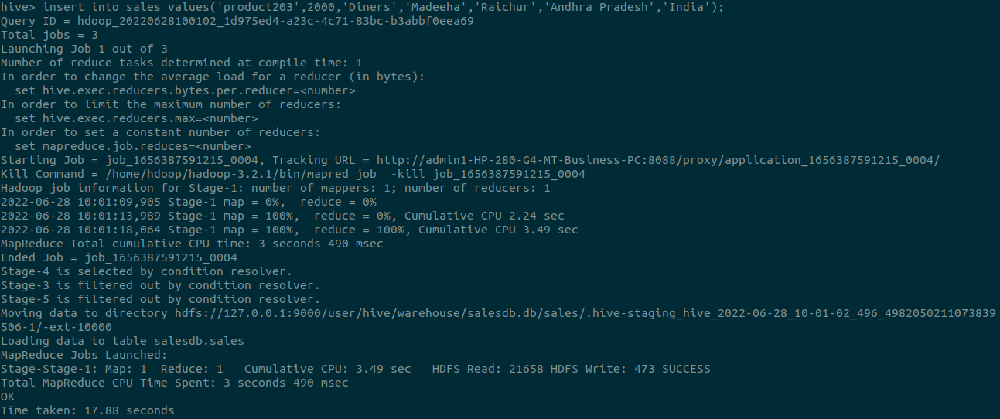 hive> insert into sales values('product203',2000,'Diners','Madeeha','Raichur','Andhra Pradesh','India');
Query ID = hdoop_20220628100102_1d975ed4-a23c-4c71-83bc-b3abbf0eea69
Total jobs = 3
Launching Job 1 out of 3
Number of reduce tasks determined at compile time: 1
In order to change the average load for a reducer (in bytes):
  set hive.exec.reducers.bytes.per.reducer=<number>
In order to limit the maximum number of reducers:
  set hive.exec.reducers.max=<number>
In order to set a constant number of reducers:
  set mapreduce.job.reduces=<number>
Starting Job = job_1656387591215_0004, Tracking URL = http://admin1-HP-280-G4-MT-Business-PC:8088/proxy/application_1656387591215_0004/
Kill Command = /home/hdoop/hadoop-3.2.1/bin/mapred job  -kill job_1656387591215_0004
Hadoop job information for Stage-1: number of mappers: 1; number of reducers: 1
2022-06-28 10:01:09,905 Stage-1 map = 0%,  reduce = 0%
2022-06-28 10:01:13,989 Stage-1 map = 100%,  reduce = 0%, Cumulative CPU 2.24 sec
2022-06-28 10:01:18,064 Stage-1 map = 100%,  reduce = 100%, Cumulative CPU 3.49 sec
MapReduce Total cumulative CPU time: 3 seconds 490 msec
Ended Job = job_1656387591215_0004
Stage-4 is selected by condition resolver.
Stage-3 is filtered out by condition resolver.
Stage-5 is filtered out by condition resolver.
Moving data to directory hdfs://127.0.0.1:9000/user/hive/warehouse/salesdb.db/sales/.hive-staging_hive_2022-06-28_10-01-02_496_4982050211073839
506-1/-ext-10000
Loading data to table salesdb.sales
MapReduce Jobs Launched:
Stage-Stage-1: Map: 1  Reduce: 1   Cumulative CPU: 3.49 sec   HDFS Read: 21658 HDFS Write: 473 SUCCESS
Total MapReduce CPU Time Spent: 3 seconds 490 msec
OK
Time taken: 17.88 seconds